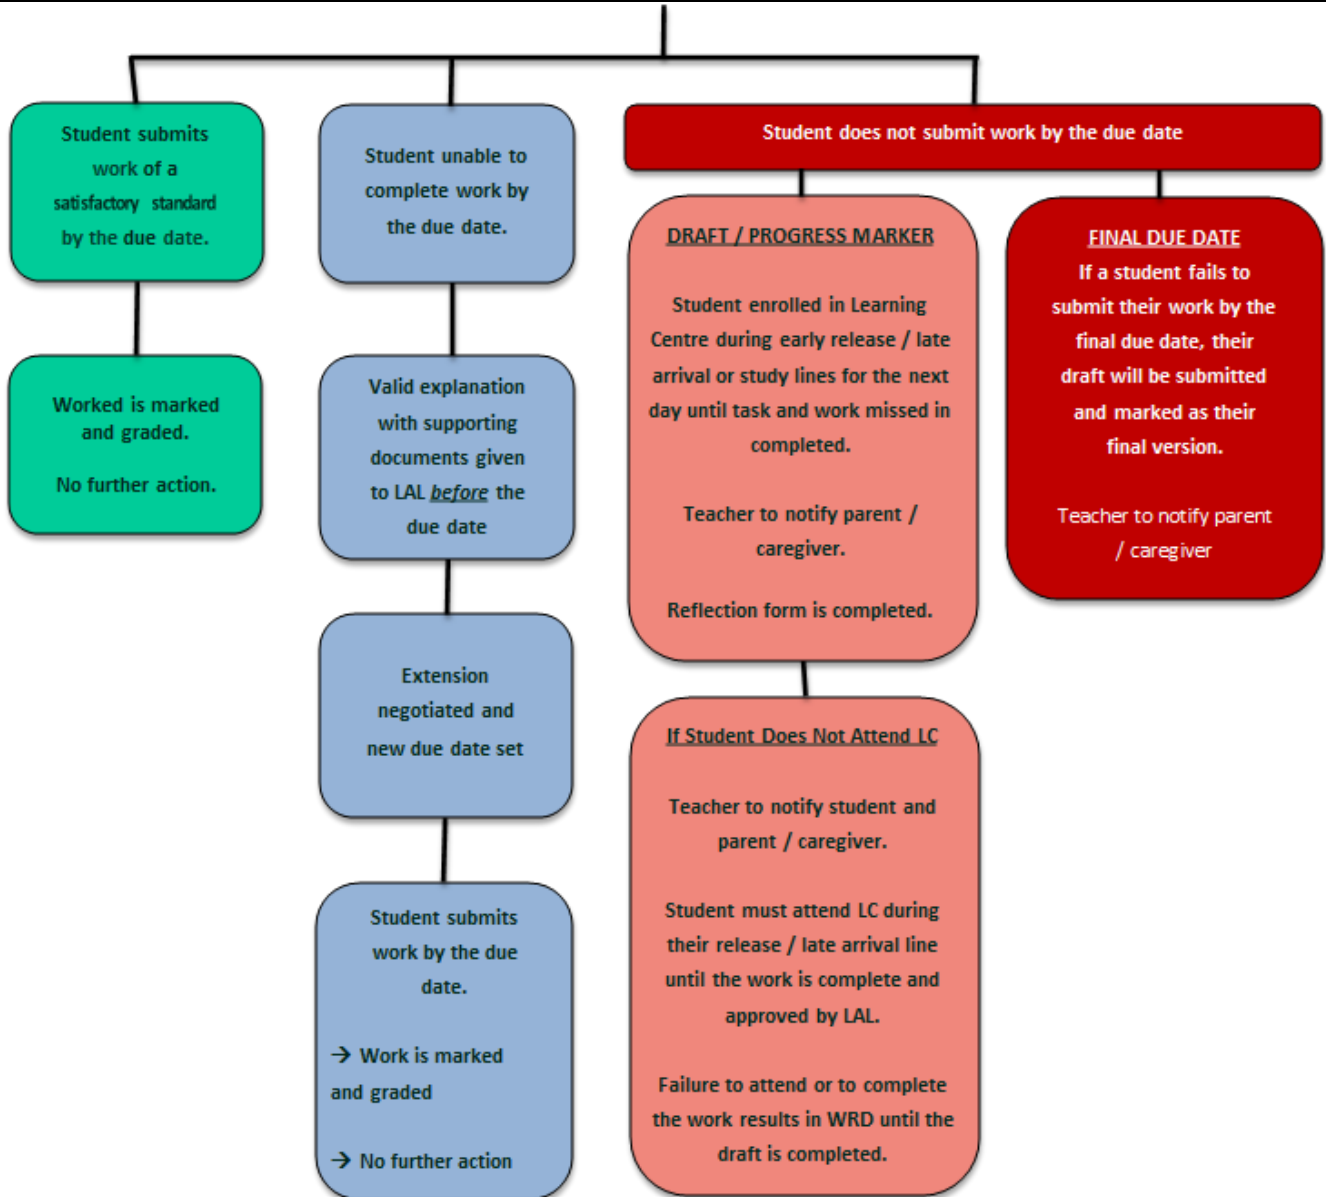 Student submits
work of a
satisfactory standard
by the due date.
Worked is marked
and graded.
No further action.
Student unable to
complete work by
the due date.
Valid explanation
with supporting
documents given
to LAL before the
due date
Extension
negotiated and
new due date set
Student submits
work by the due
date.
→ Work is marked
and graded
→ No further action
Student does not submit work by the due date
DRAFT / PROGRESS MARKER
Student enrolled in Learning
Centre during early release / late
arrival or study lines for the next
day until task and work missed in
completed.
Teacher to notify parent /
caregiver.
Reflection form is completed.
If Student Does Not Attend LC
Teacher to notify student and
parent / caregiver.
Student must attend LC during
their release / late arrival line
until the work is complete and
approved by LAL.
Failure to attend or to complete
the work results in WRD until the
draft is completed.
FINAL DUE DATE
If a student fails to
submit their work by the
final due date, their
draft will be submitted
and marked as their
final version.
Teacher to notify parent
/ caregiver